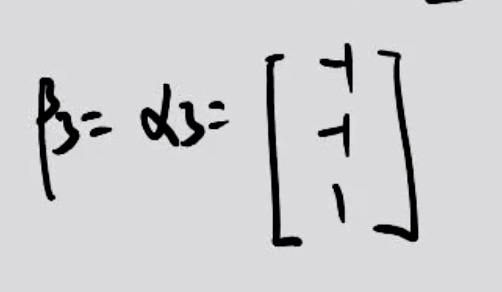 β3 = α3 = [ -1
-1
1 ]